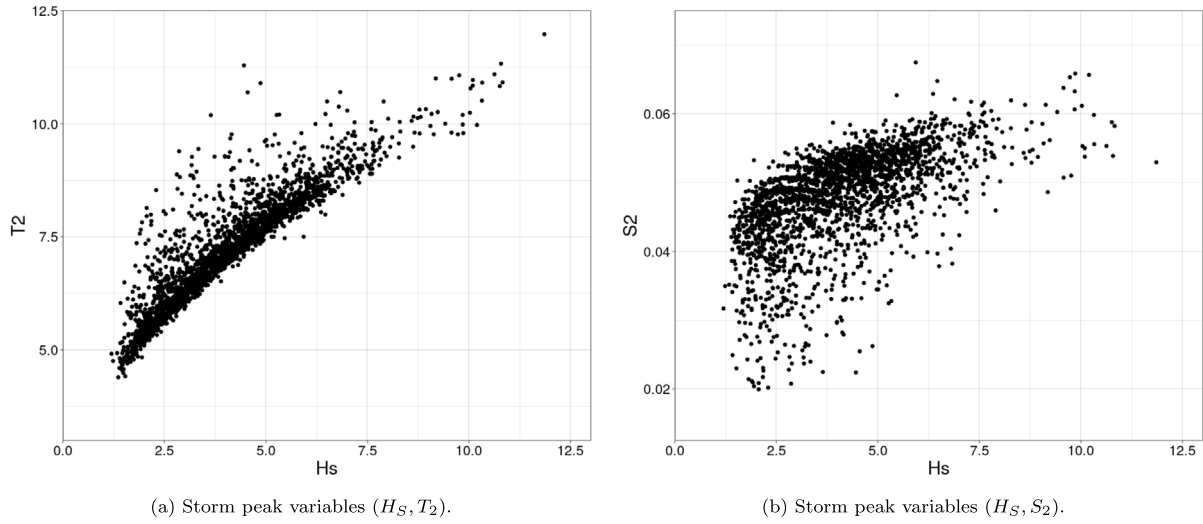 12.5
10.0
7.5
5.0
T2
0.0 2.5 5.0 7.5 10.0 12.5
Hs
(a) Storm peak variables (H_S, T_2).
0.06
0.04
0.02
S2
0.0 2.5 5.0 7.5 10.0 12.5
Hs
(b) Storm peak variables (H_S, S_2).